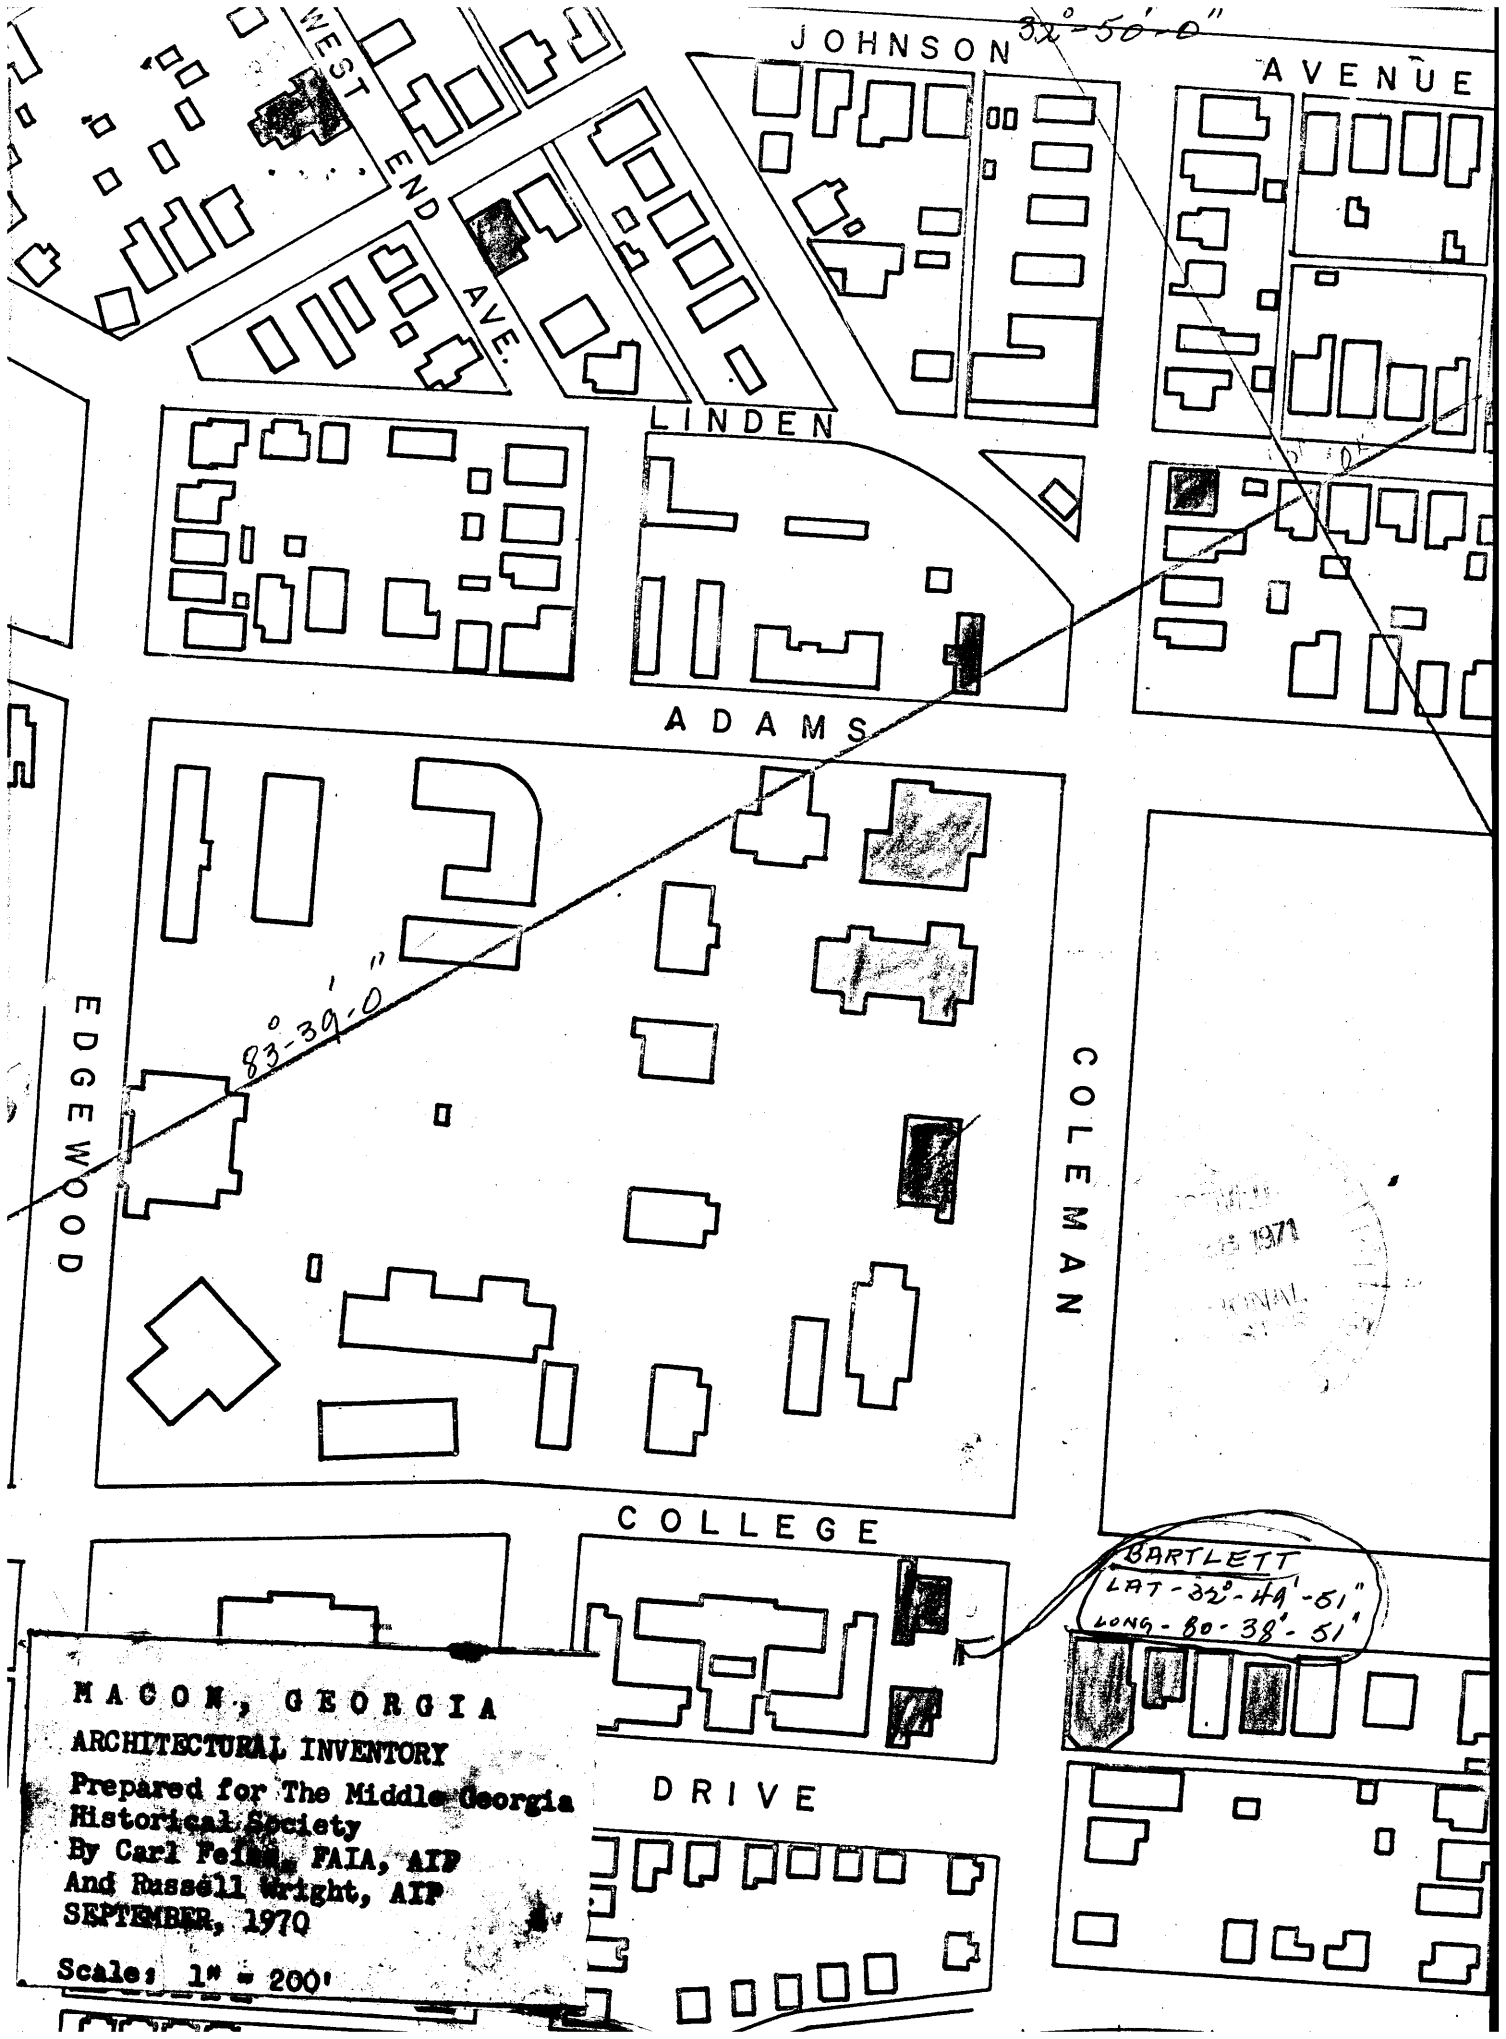 32°-50'-0"
JOHNSON AVENUE
WEST END AVE.
LINDEN
ADAMS
83°-39'-0"
EDGEWOOD
COLEMAN
1971
COLLEGE
BARTLETT
LAT-32°-49'-51"
LONG-80-38'-51"
MACON, GEORGIA
ARCHITECTURAL INVENTORY
Prepared for The Middle Georgia
Historical Society
By Carl Feiss, FAIA, AIP
And Russell Wright, AIP
SEPTEMBER, 1970
Scale: 1" = 200'
DRIVE